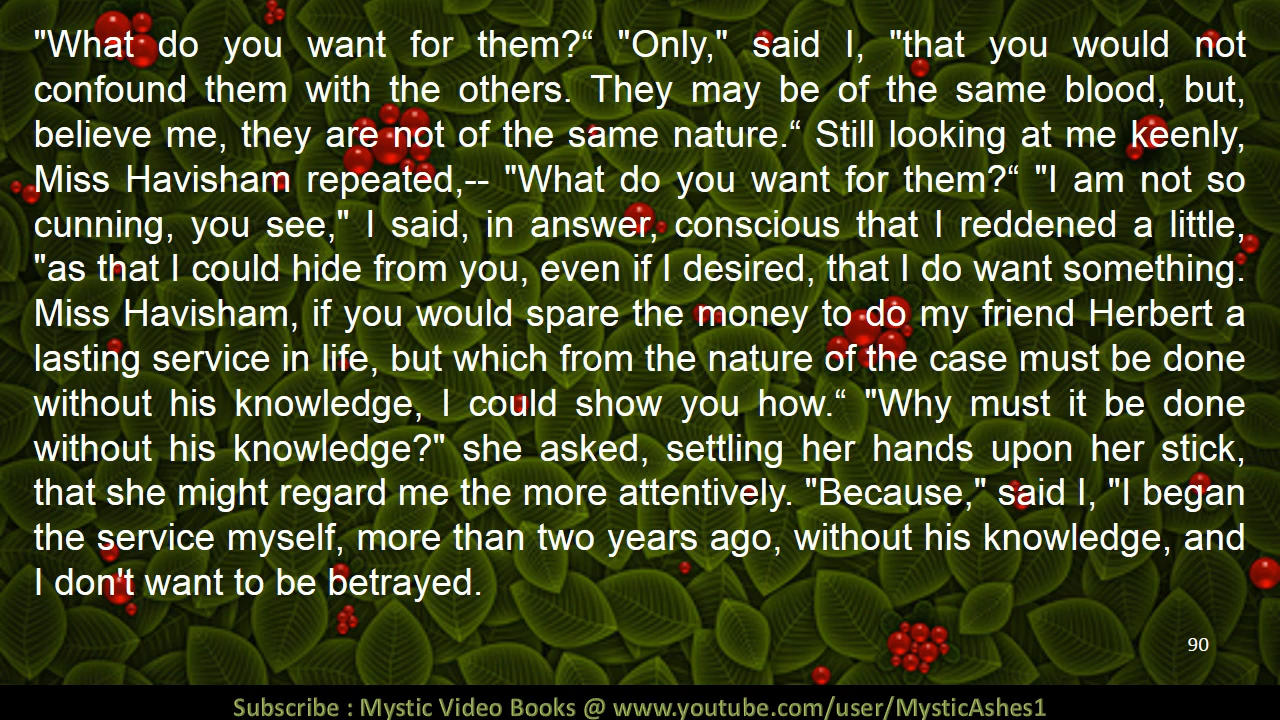 "What do you want for them?“ "Only," said I, "that you would not
confound them with the others. They may be of the same blood, but,
believe me, they are not of the same nature.“ Still looking at me keenly,
Miss Havisham repeated,-- "What do you want for them?“ "I am not so
cunning, you see," I said, in answer, conscious that I reddened a little,
"as that I could hide from you, even if I desired, that I do want something.
Miss Havisham, if you would spare the money to do my friend Herbert a
lasting service in life, but which from the nature of the case must be done
without his knowledge, I could show you how.“ "Why must it be done
without his knowledge?" she asked, settling her hands upon her stick,
that she might regard me the more attentively. "Because," said I, "I began
the service myself, more than two years ago, without his knowledge, and
I don't want to be betrayed.
90
Subscribe : Mystic Video Books @ www.youtube.com/user/MysticAshes1